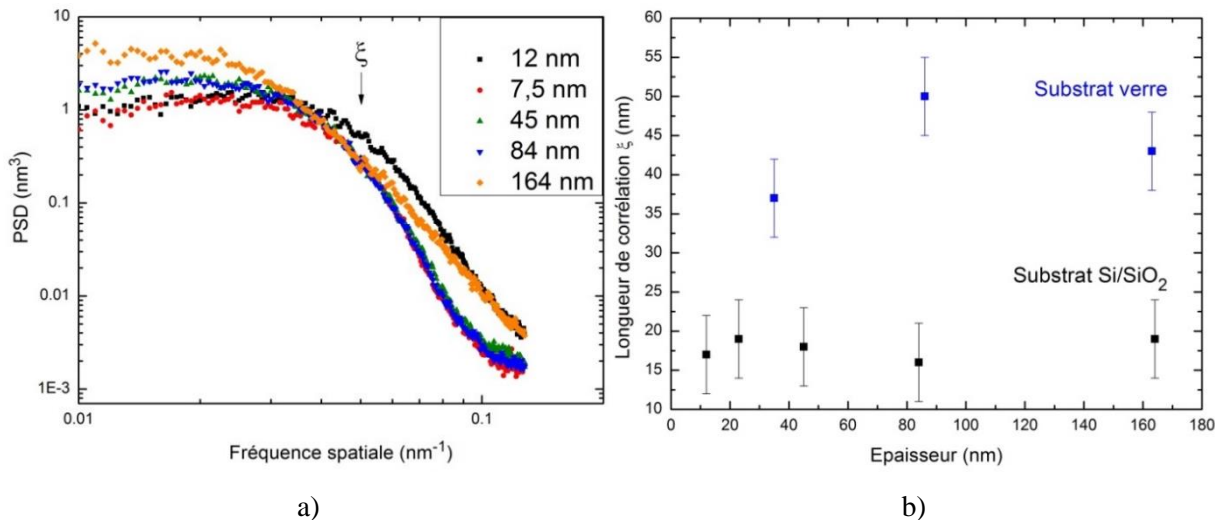 10
1
0.1
0.01
1E-3
0.01
0.1
PSD (nm³)
Fréquence spatiale (nm⁻¹)
ξ
12 nm
7,5 nm
45 nm
84 nm
164 nm
a)
60
55
50
45
40
35
30
25
20
15
10
0
20
40
60
80
100
120
140
160
180
Longueur de corrélation ξ (nm)
Epaisseur (nm)
Substrat verre
Substrat Si/SiO₂
b)